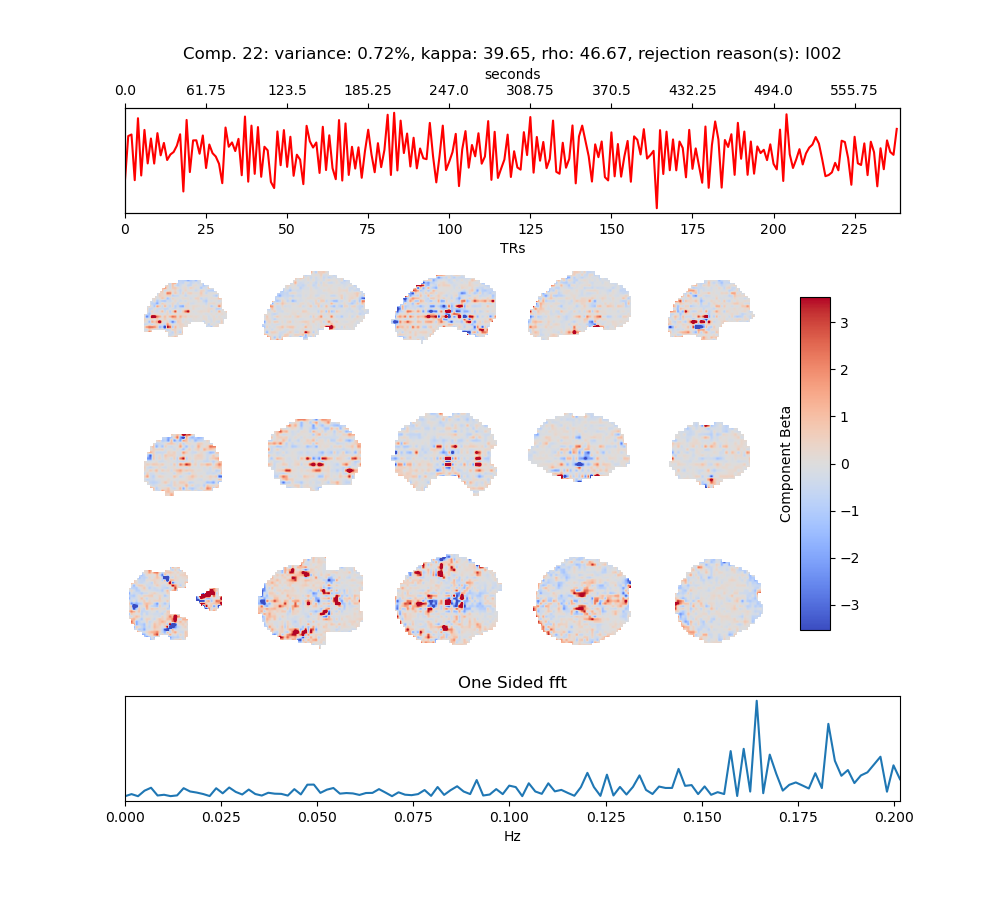 Comp. 22: variance: 0.72%, kappa: 39.65, rho: 46.67, rejection reason(s): I002
seconds
0.0 61.75 123.5 185.25 247.0 308.75 370.5 432.25 494.0 555.75
0 25 50 75 100 125 150 175 200 225
TRs
3
2
1
0
−1
−2
−3
Component Beta
One Sided fft
0.000 0.025 0.050 0.075 0.100 0.125 0.150 0.175 0.200
Hz